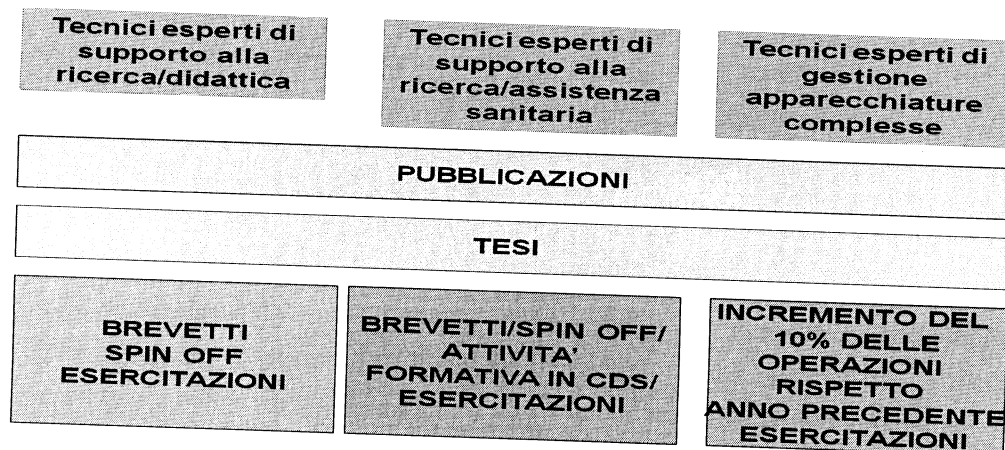 Tecnici esperti di
supporto alla
ricerca/didattica
Tecnici esperti di
supporto alla
ricerca/assistenza
sanitaria
Tecnici esperti di
gestione
apparecchiature
complesse
PUBBLICAZIONI
TESI
BREVETTI
SPIN OFF
ESERCITAZIONI
BREVETTI/SPIN OFF/
ATTIVITA'
FORMATIVA IN CDS/
ESERCITAZIONI
INCREMENTO DEL
10% DELLE
OPERAZIONI
RISPETTO
ANNO PRECEDENTE
ESERCITAZIONI